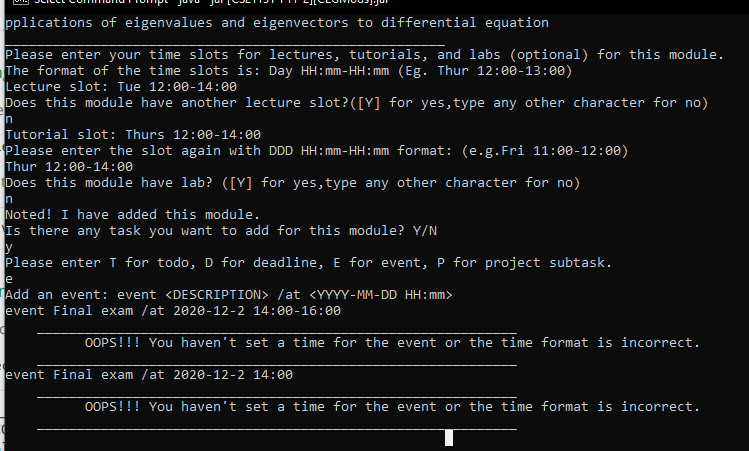 Select Command Prompt - java -jar [CS2113T-T12-2][CEGMods].jar
pplications of eigenvalues and eigenvectors to differential equation
Please enter your time slots for lectures, tutorials, and labs (optional) for this module.
The format of the time slots is: Day HH:mm-HH:mm (Eg. Thur 12:00-13:00)
Lecture slot: Tue 12:00-14:00
Does this module have another lecture slot?([Y] for yes,type any other character for no)
n
Tutorial slot: Thurs 12:00-14:00
Please enter the slot again with DDD HH:mm-HH:mm format: (e.g.Fri 11:00-12:00)
Thur 12:00-14:00
Does this module have lab? ([Y] for yes,type any other character for no)
n
Noted! I have added this module.
Is there any task you want to add for this module? Y/N
y
Please enter T for todo, D for deadline, E for event, P for project subtask.
e
Add an event: event <DESCRIPTION> /at <YYYY-MM-DD HH:mm>
event Final exam /at 2020-12-2 14:00-16:00
OOPS!!! You haven't set a time for the event or the time format is incorrect.
event Final exam /at 2020-12-2 14:00
OOPS!!! You haven't set a time for the event or the time format is incorrect.